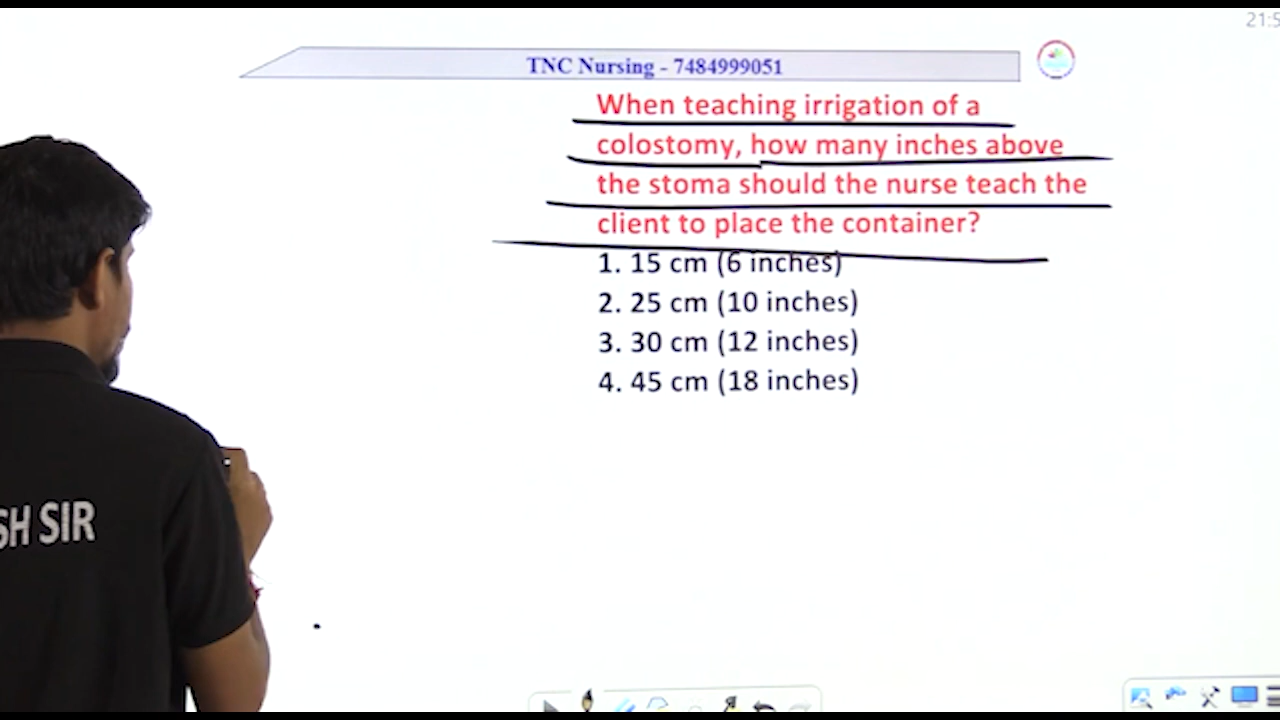 21:5
TNC Nursing - 7484999051
When teaching irrigation of a
colostomy, how many inches above
the stoma should the nurse teach the
client to place the container?
1. 15 cm (6 inches)
2. 25 cm (10 inches)
3. 30 cm (12 inches)
4. 45 cm (18 inches)
SH SIR